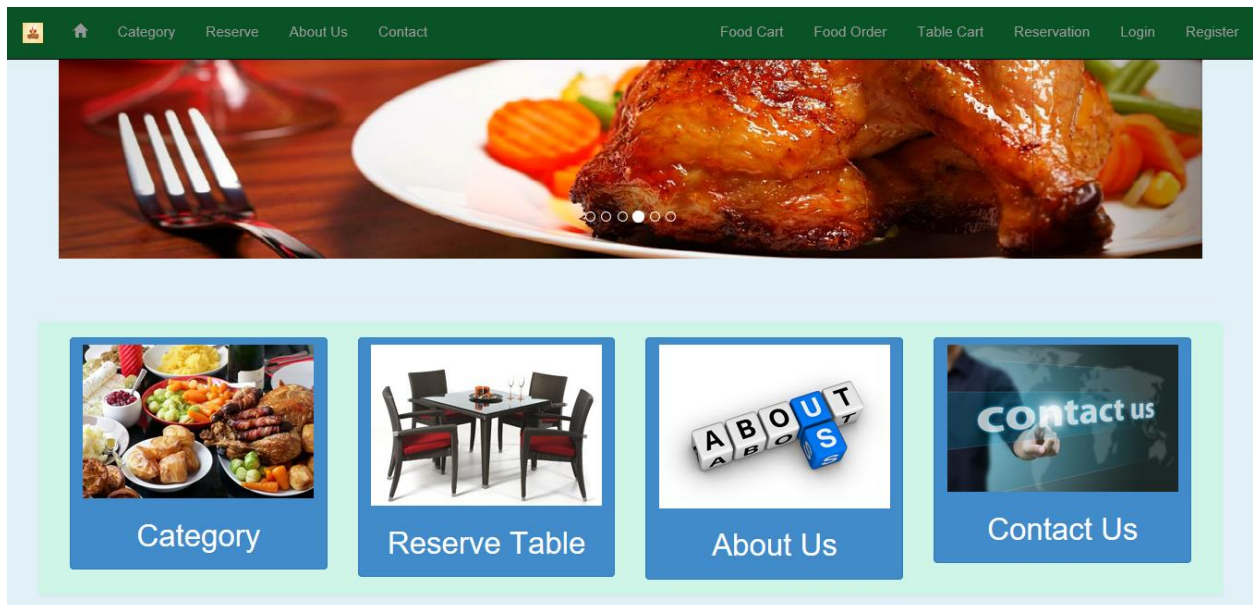 Category Reserve About Us Contact Food Cart Food Order Table Cart Reservation Login Register
ABOUT
US
contact us
Category
Reserve Table
About Us
Contact Us